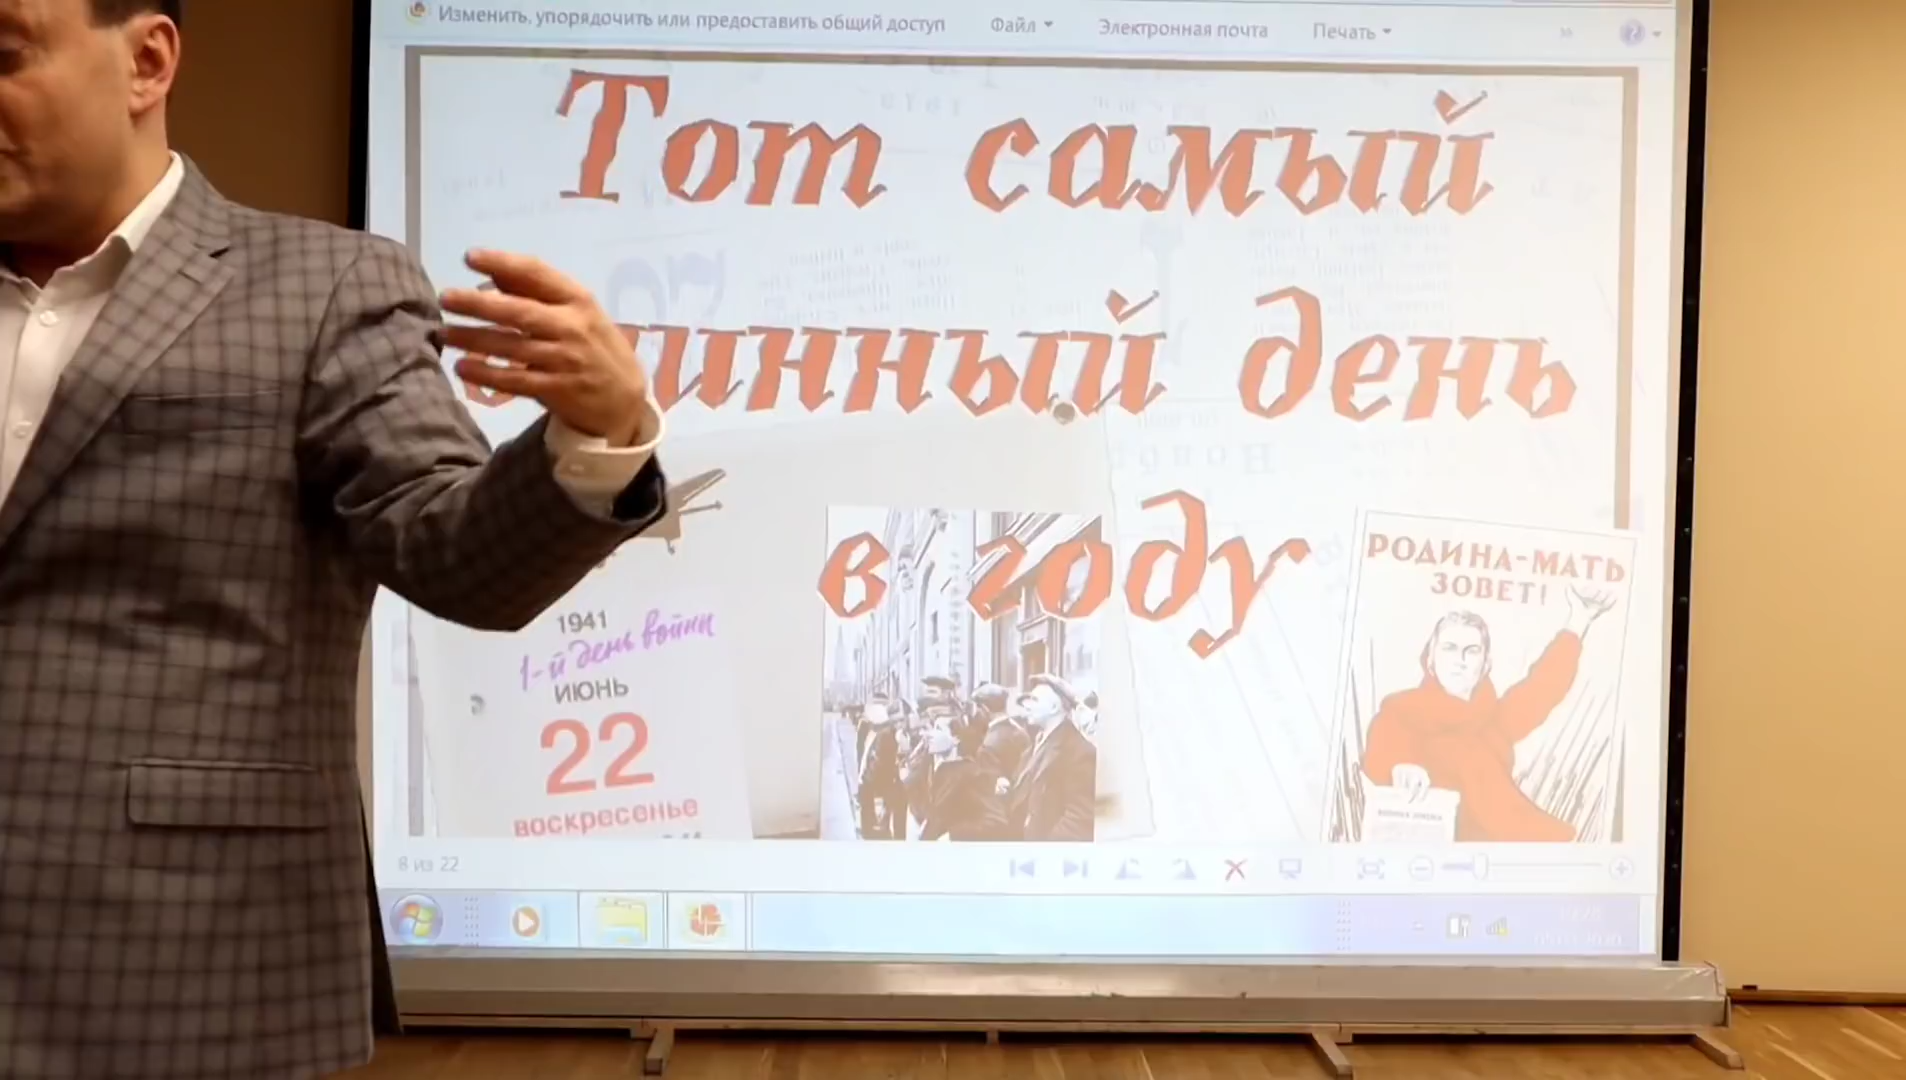 Изменить, упорядочить или предоставить общий доступ Файл Электронная почта Печать
Тот самый
день
в году
РОДИНА-МАТЬ
ЗОВЕТ!
1941
1-й день войны
ИЮНЬ
22
воскресенье
8 из 22